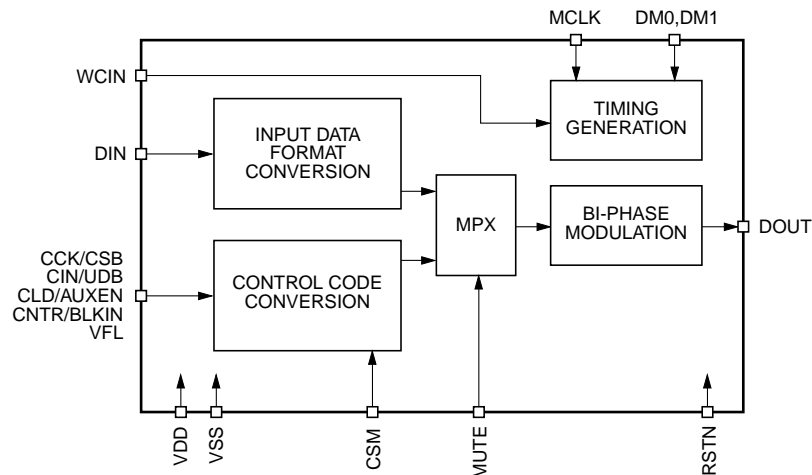 MCLK
DM0,DM1
WCIN
TIMING
GENERATION
INPUT DATA
FORMAT
CONVERSION
DIN
MPX
BI-PHASE
MODULATION
DOUT
CCK/CSB
CIN/UDB
CLD/AUXEN
CNTR/BLKIN
VFL
CONTROL CODE
CONVERSION
VDD
VSS
CSM
MUTE
RSTN